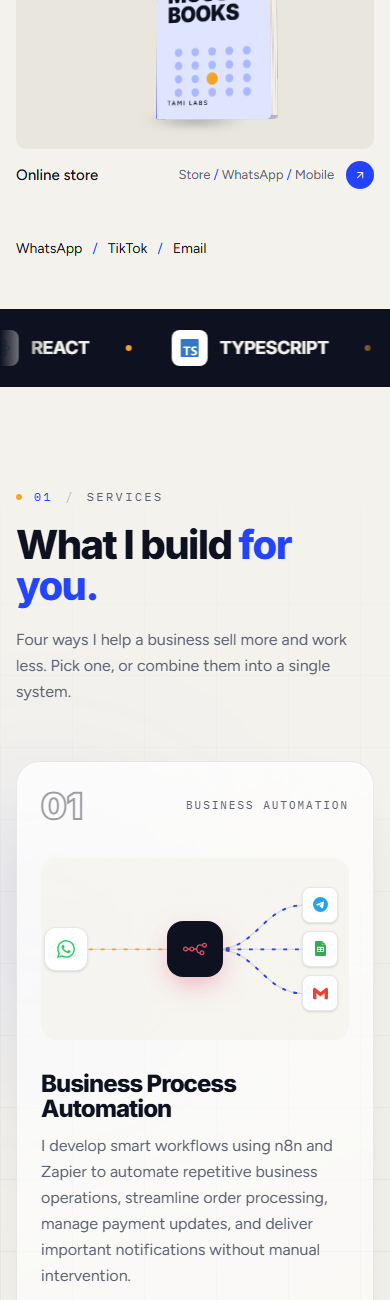 BOOKS
TAMI LABS
Online store
Store / WhatsApp / Mobile
WhatsApp / TikTok / Email
REACT
TS
TYPESCRIPT
01 / SERVICES
What I build for
you.
Four ways I help a business sell more and work
less. Pick one, or combine them into a single
system.
01
BUSINESS AUTOMATION
Business Process
Automation
I develop smart workflows using n8n and
Zapier to automate repetitive business
operations, streamline order processing,
manage payment updates, and deliver
important notifications without manual
intervention.